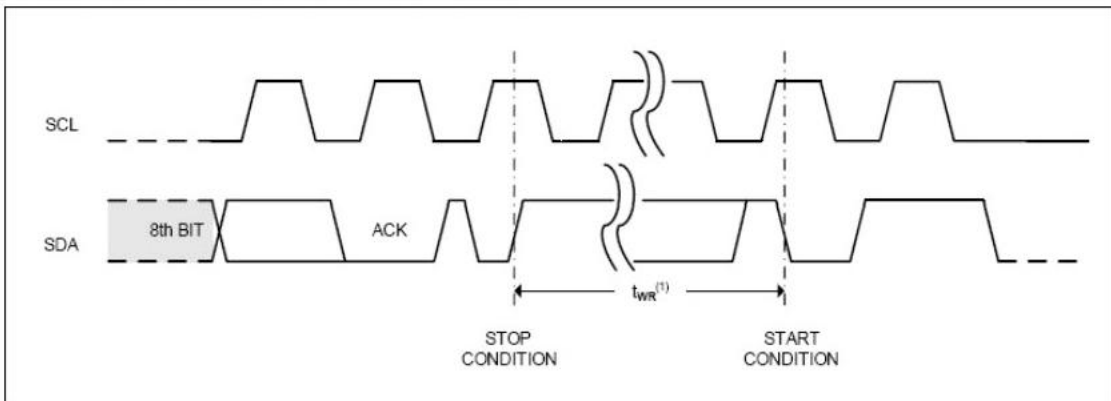 SCL
8th BIT
ACK
SDA
tWR(1)
STOP
CONDITION
START
CONDITION